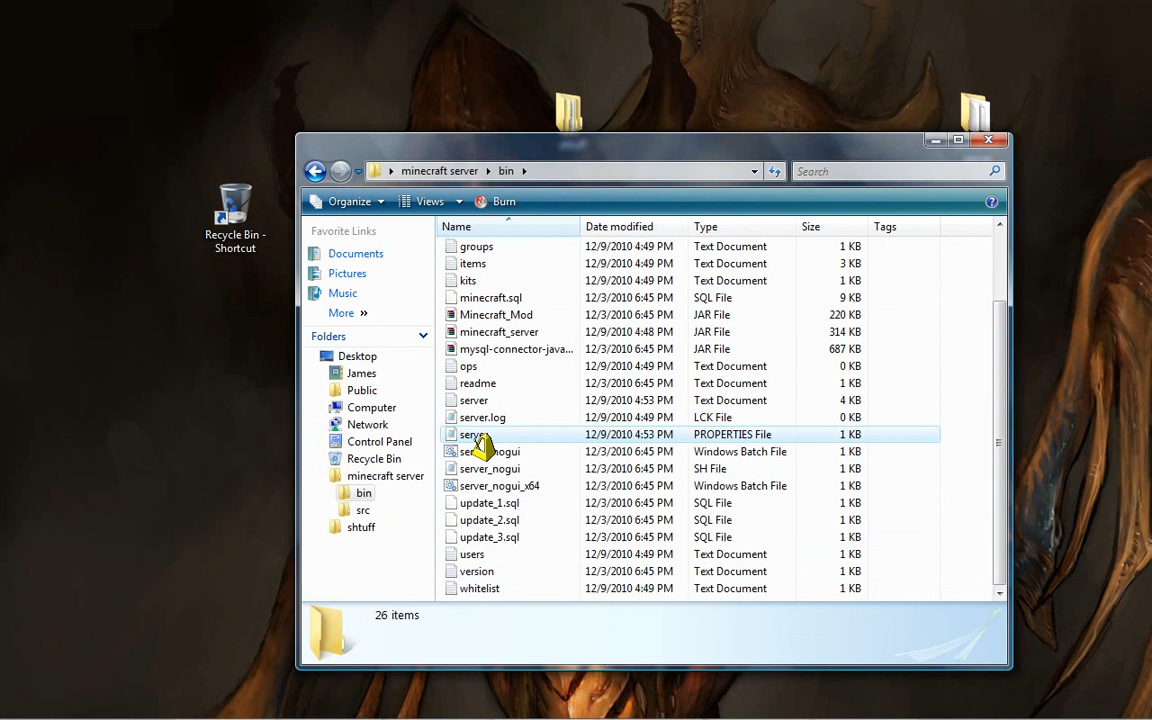 Recycle Bin -
Shortcut
minecraft server bin
Search
Organize Views Burn
Favorite Links
Documents
Pictures
Music
More »
Folders
Desktop
James
Public
Computer
Network
Control Panel
Recycle Bin
minecraft server
bin
src
shtuff
Name Date modified Type Size Tags
groups 12/9/2010 4:49 PM Text Document 1 KB
items 12/9/2010 4:49 PM Text Document 3 KB
kits 12/9/2010 4:49 PM Text Document 1 KB
minecraft.sql 12/3/2010 6:45 PM SQL File 9 KB
Minecraft_Mod 12/3/2010 6:45 PM JAR File 220 KB
minecraft_server 12/9/2010 4:48 PM JAR File 314 KB
mysql-connector-java... 12/3/2010 6:45 PM JAR File 687 KB
ops 12/9/2010 4:49 PM Text Document 0 KB
readme 12/3/2010 6:45 PM Text Document 1 KB
server 12/9/2010 4:53 PM Text Document 4 KB
server.log 12/9/2010 4:49 PM LCK File 0 KB
server 12/9/2010 4:53 PM PROPERTIES File 1 KB
server_nogui 12/3/2010 6:45 PM Windows Batch File 1 KB
server_nogui 12/3/2010 6:45 PM SH File 1 KB
server_nogui_x64 12/3/2010 6:45 PM Windows Batch File 1 KB
update_1.sql 12/3/2010 6:45 PM SQL File 1 KB
update_2.sql 12/3/2010 6:45 PM SQL File 1 KB
update_3.sql 12/3/2010 6:45 PM SQL File 1 KB
users 12/9/2010 4:49 PM Text Document 1 KB
version 12/3/2010 6:45 PM Text Document 1 KB
whitelist 12/9/2010 4:49 PM Text Document 1 KB
26 items